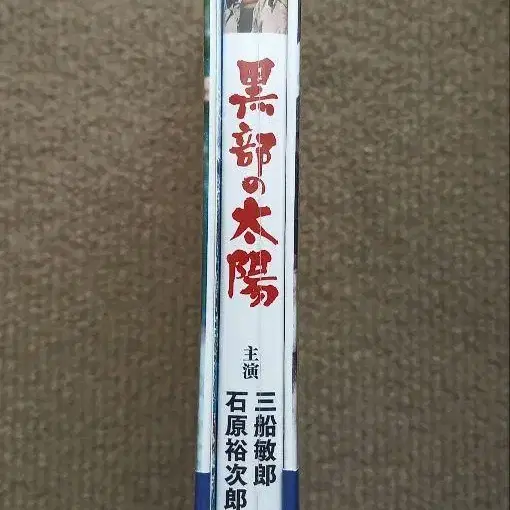 黒部の太陽
主演
三船敏郎
石原裕次郎